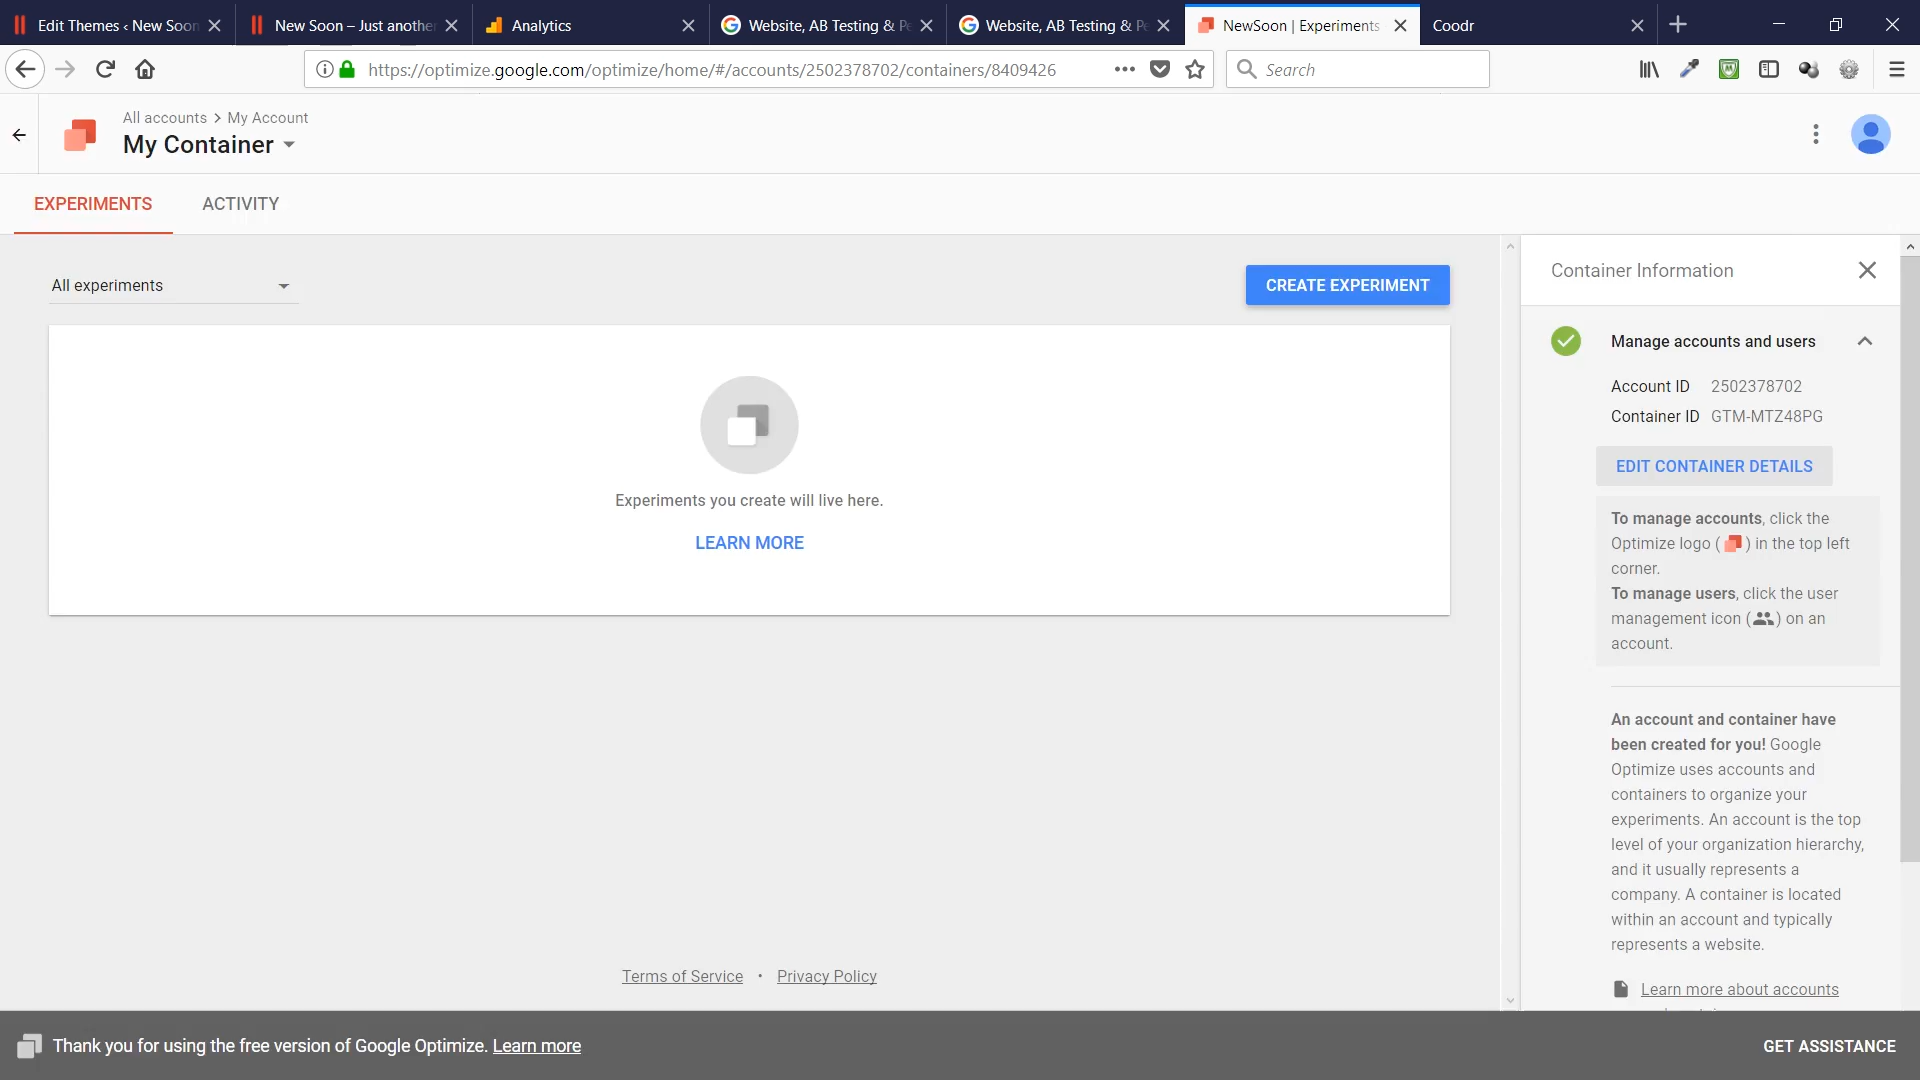 Edit Themes ‹ New Soon
New Soon – Just another
Analytics
Website, AB Testing & Pe
Website, AB Testing & Pe
NewSoon | Experiments
Coodr
https://optimize.google.com/optimize/home/#/accounts/2502378702/containers/8409426
Search
All accounts > My Account
My Container
EXPERIMENTS
ACTIVITY
All experiments
CREATE EXPERIMENT
Experiments you create will live here.
LEARN MORE
Terms of Service • Privacy Policy
Container Information
Manage accounts and users
Account ID 2502378702
Container ID GTM-MTZ48PG
EDIT CONTAINER DETAILS
To manage accounts, click the
Optimize logo ( ) in the top left
corner.
To manage users, click the user
management icon ( ) on an
account.
An account and container have
been created for you! Google
Optimize uses accounts and
containers to organize your
experiments. An account is the top
level of your organization hierarchy,
and it usually represents a
company. A container is located
within an account and typically
represents a website.
Learn more about accounts
Thank you for using the free version of Google Optimize. Learn more
GET ASSISTANCE